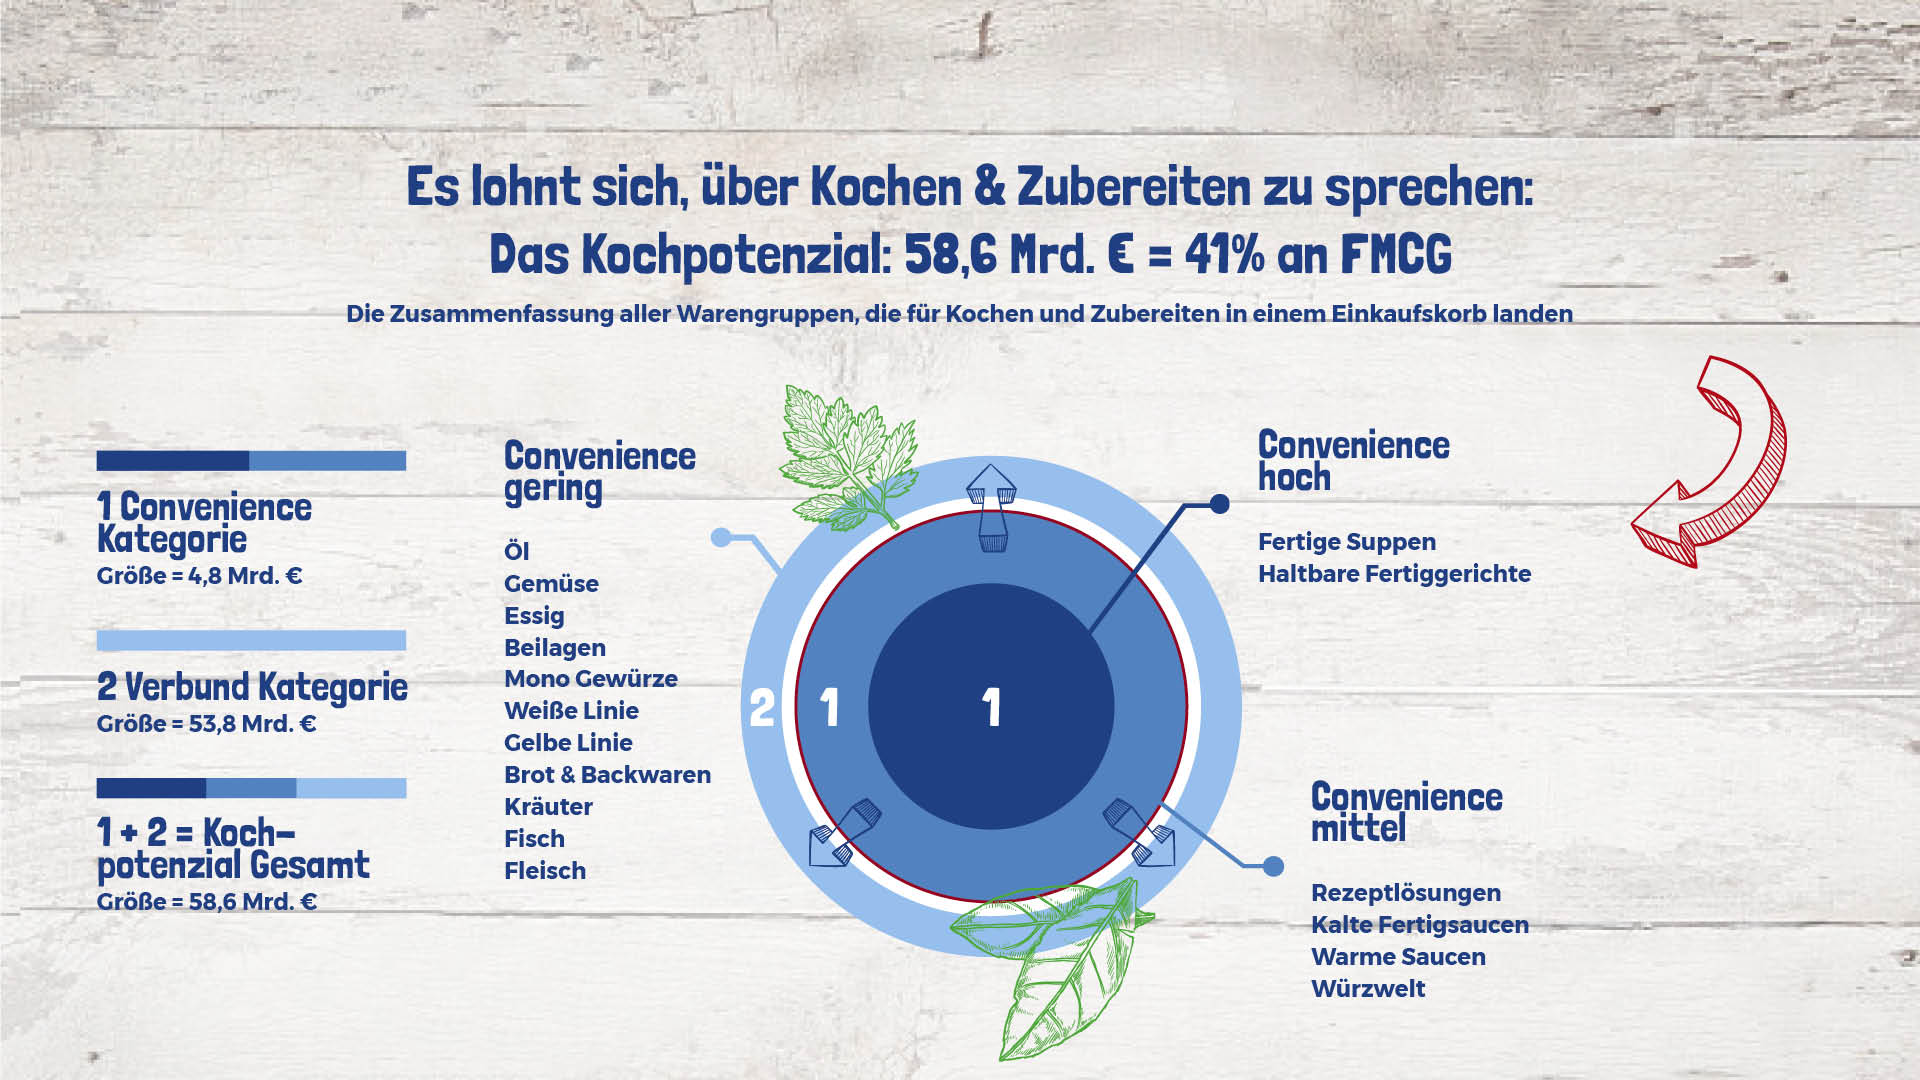 Es lohnt sich, über Kochen & Zubereiten zu sprechen:
Das Kochpotenzial: 58,6 Mrd. € = 41% an FMCG
Die Zusammenfassung aller Warengruppen, die für Kochen und Zubereiten in einem Einkaufskorb landen
1 Convenience
Kategorie
Größe = 4,8 Mrd. €
2 Verbund Kategorie
Größe = 53,8 Mrd. €
1 + 2 = Koch-
potenzial Gesamt
Größe = 58,6 Mrd. €
Convenience
gering
Öl
Gemüse
Essig
Beilagen
Mono Gewürze
Weiße Linie
Gelbe Linie
Brot & Backwaren
Kräuter
Fisch
Fleisch
2 1 1
Convenience
hoch
Fertige Suppen
Haltbare Fertiggerichte
Convenience
mittel
Rezeptlösungen
Kalte Fertigsaucen
Warme Saucen
Würzwelt